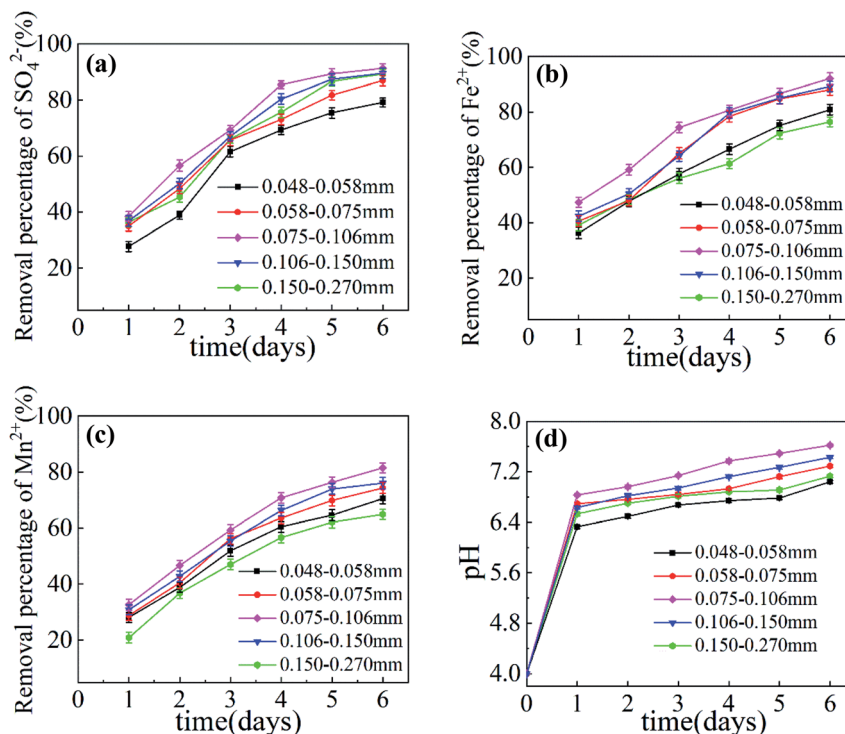 (a)
Removal percentage of SO₄²⁻(%)
100
80
60
40
20
0.048-0.058mm
0.058-0.075mm
0.075-0.106mm
0.106-0.150mm
0.150-0.270mm
0 1 2 3 4 5 6
time(days)
(b)
Removal percentage of Fe²⁺(%)
100
80
60
40
20
0.048-0.058mm
0.058-0.075mm
0.075-0.106mm
0.106-0.150mm
0.150-0.270mm
0 1 2 3 4 5 6
time(days)
(c)
Removal percentage of Mn²⁺(%)
100
80
60
40
20
0.048-0.058mm
0.058-0.075mm
0.075-0.106mm
0.106-0.150mm
0.150-0.270mm
0 1 2 3 4 5 6
time(days)
(d)
pH
8.0
7.2
6.4
5.6
4.8
4.0
0.048-0.058mm
0.058-0.075mm
0.075-0.106mm
0.106-0.150mm
0.150-0.270mm
0 1 2 3 4 5 6
time(days)